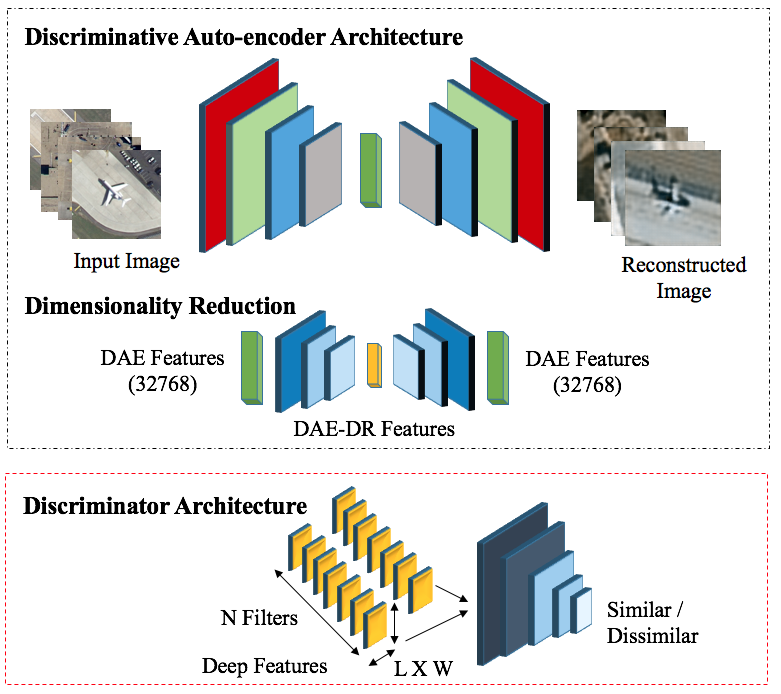 Discriminative Auto-encoder Architecture
Input Image
Reconstructed
Image
Dimensionality Reduction
DAE Features
(32768)
DAE Features
(32768)
DAE-DR Features
Discriminator Architecture
N Filters
Deep Features
L X W
Similar /
Dissimilar